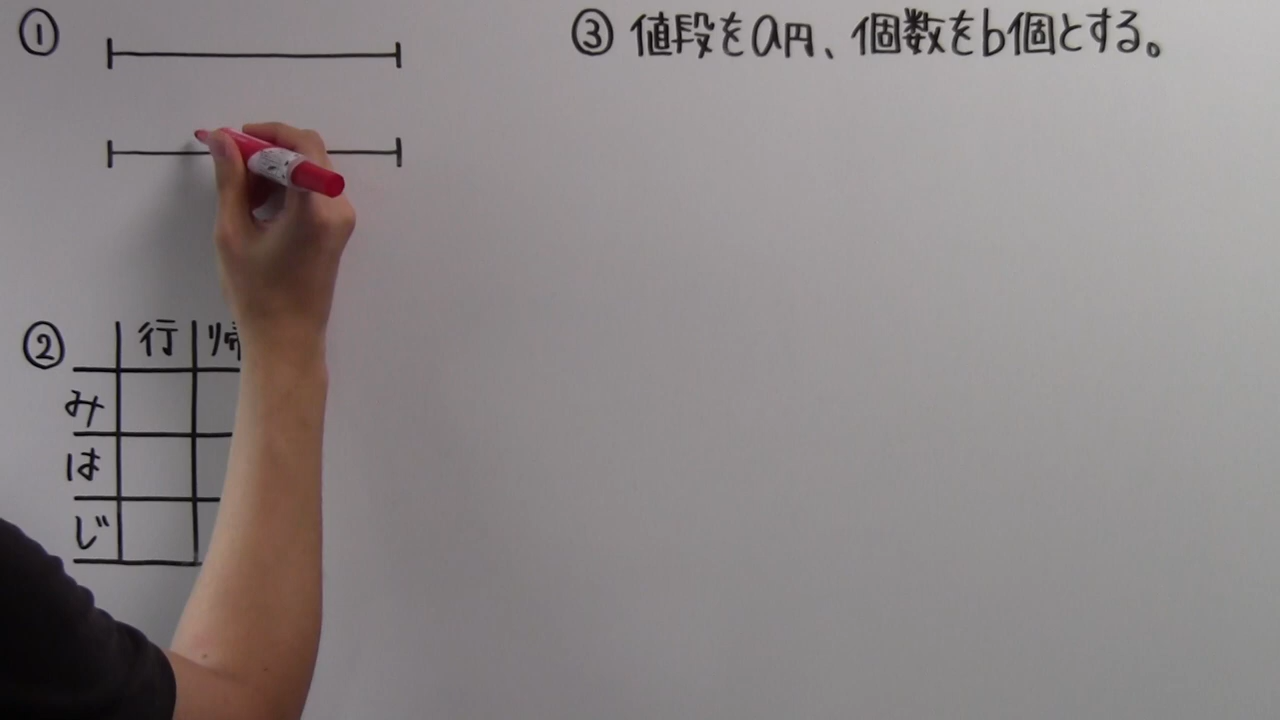 ①
③ 値段をa円、個数をb個とする。
② 行 帰
み
は
じ